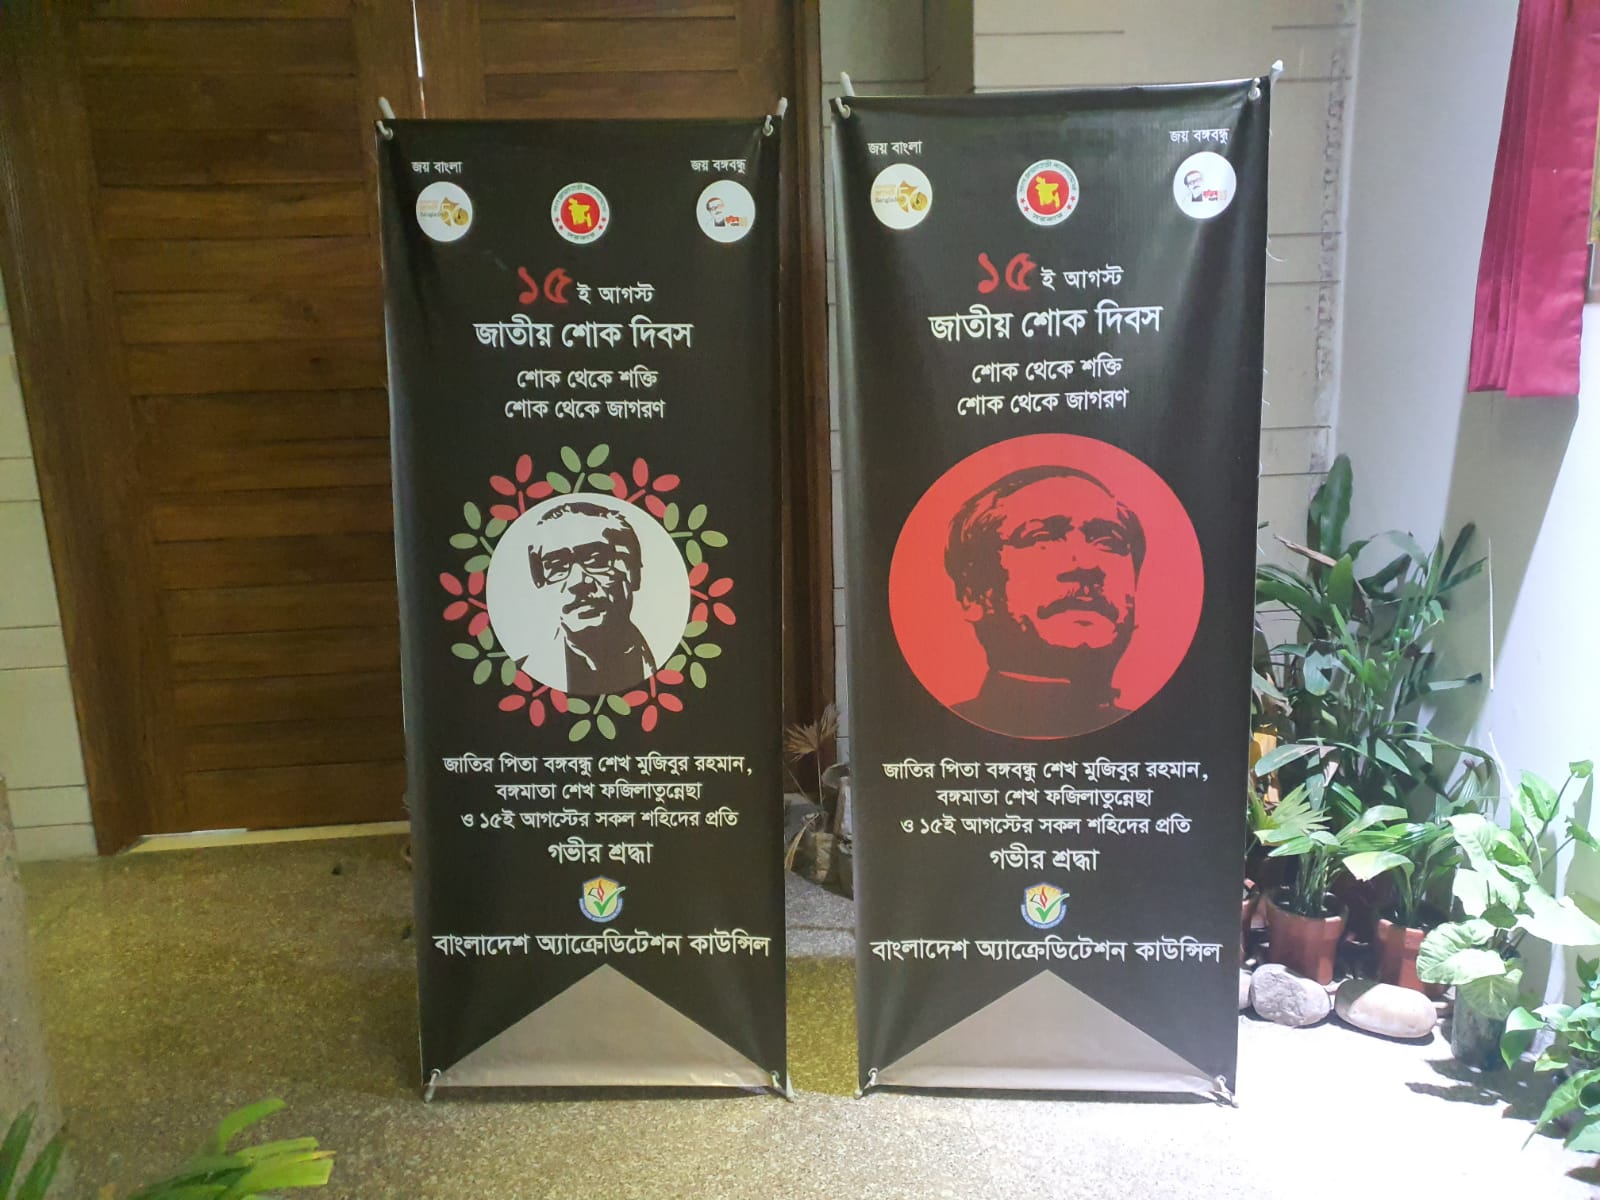 জয় বাংলা
জয় বঙ্গবন্ধু
১৫ই আগস্ট
জাতীয় শোক দিবস
শোক থেকে শক্তি
শোক থেকে জাগরণ
জাতির পিতা বঙ্গবন্ধু শেখ মুজিবুর রহমান,
বঙ্গমাতা শেখ ফজিলাতুন্নেছা
ও ১৫ই আগস্টের সকল শহিদের প্রতি
গভীর শ্রদ্ধা
বাংলাদেশ অ্যাক্রেডিটেশন কাউন্সিল
জয় বাংলা
জয় বঙ্গবন্ধু
১৫ই আগস্ট
জাতীয় শোক দিবস
শোক থেকে শক্তি
শোক থেকে জাগরণ
জাতির পিতা বঙ্গবন্ধু শেখ মুজিবুর রহমান,
বঙ্গমাতা শেখ ফজিলাতুন্নেছা
ও ১৫ই আগস্টের সকল শহিদের প্রতি
গভীর শ্রদ্ধা
বাংলাদেশ অ্যাক্রেডিটেশন কাউন্সিল